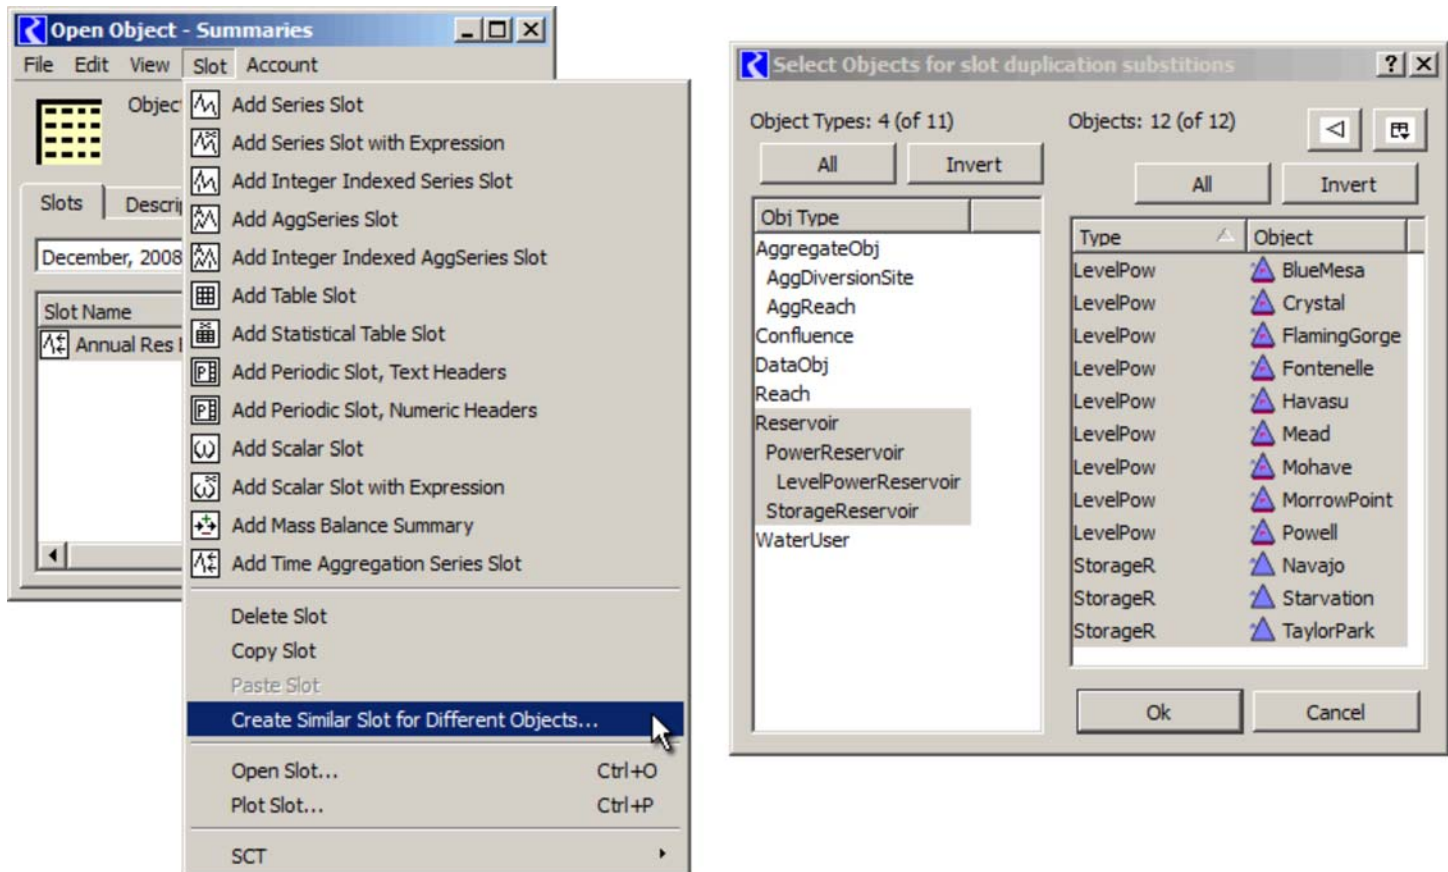 Open Object - Summaries
File Edit View Slot Account
Objec
Slots Descri
December, 2008
Slot Name
Annual Res
Add Series Slot
Add Series Slot with Expression
Add Integer Indexed Series Slot
Add AggSeries Slot
Add Integer Indexed AggSeries Slot
Add Table Slot
Add Statistical Table Slot
Add Periodic Slot, Text Headers
Add Periodic Slot, Numeric Headers
Add Scalar Slot
Add Scalar Slot with Expression
Add Mass Balance Summary
Add Time Aggregation Series Slot
Delete Slot
Copy Slot
Paste Slot
Create Similar Slot for Different Objects...
Open Slot... Ctrl+O
Plot Slot... Ctrl+P
SCT
Select Objects for slot duplication substitions
Object Types: 4 (of 11)
All Invert
Obj Type
AggregateObj
AggDiversionSite
AggReach
Confluence
DataObj
Reach
Reservoir
PowerReservoir
LevelPowerReservoir
StorageReservoir
WaterUser
Objects: 12 (of 12)
All Invert
Type Object
LevelPow BlueMesa
LevelPow Crystal
LevelPow FlamingGorge
LevelPow Fontenelle
LevelPow Havasu
LevelPow Mead
LevelPow Mohave
LevelPow MorrowPoint
LevelPow Powell
StorageR Navajo
StorageR Starvation
StorageR TaylorPark
Ok Cancel